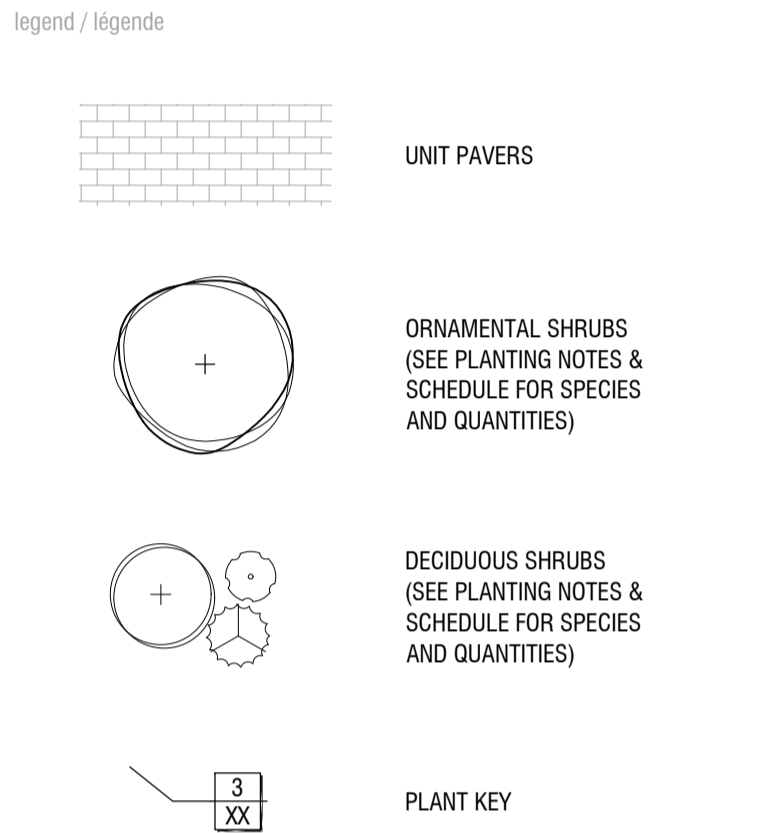 legend / légende
UNIT PAVERS
ORNAMENTAL SHRUBS
(SEE PLANTING NOTES &
SCHEDULE FOR SPECIES
AND QUANTITIES)
DECIDUOUS SHRUBS
(SEE PLANTING NOTES &
SCHEDULE FOR SPECIES
AND QUANTITIES)
3
XX
PLANT KEY